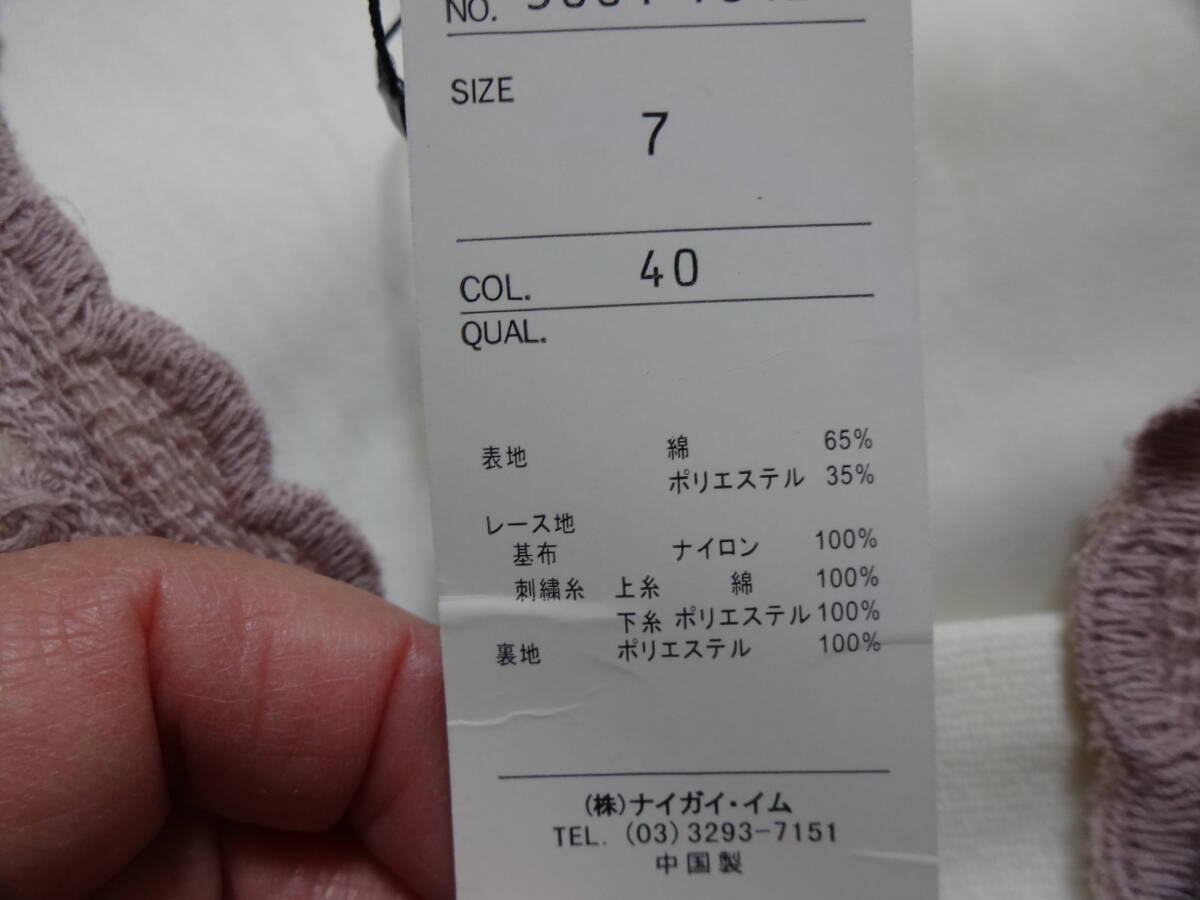 NO.
SIZE
7
COL. 40
QUAL.
表地 綿 65%
ポリエステル 35%
レース地
基布 ナイロン 100%
刺繍糸 上糸 綿 100%
下糸 ポリエステル 100%
裏地 ポリエステル 100%
(株)ナイガイ・イム
TEL. (03)3293-7151
中国製